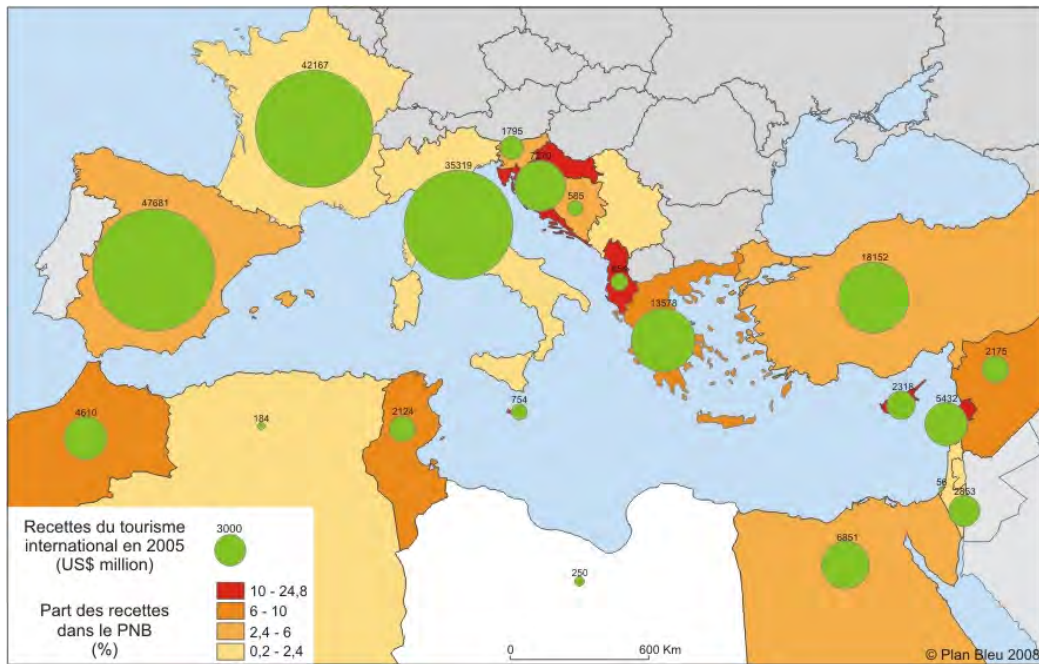 42167
1795
35319
47681
18152
13578
2175
2318
754
5432
4610
184
2124
56
2853
6851
250
Recettes du tourisme
international en 2005
(US$ million)
3000
Part des recettes
dans le PNB
(%)
10 - 24,8
6 - 10
2,4 - 6
0,2 - 2,4
0
600 Km
© Plan Bleu 2008